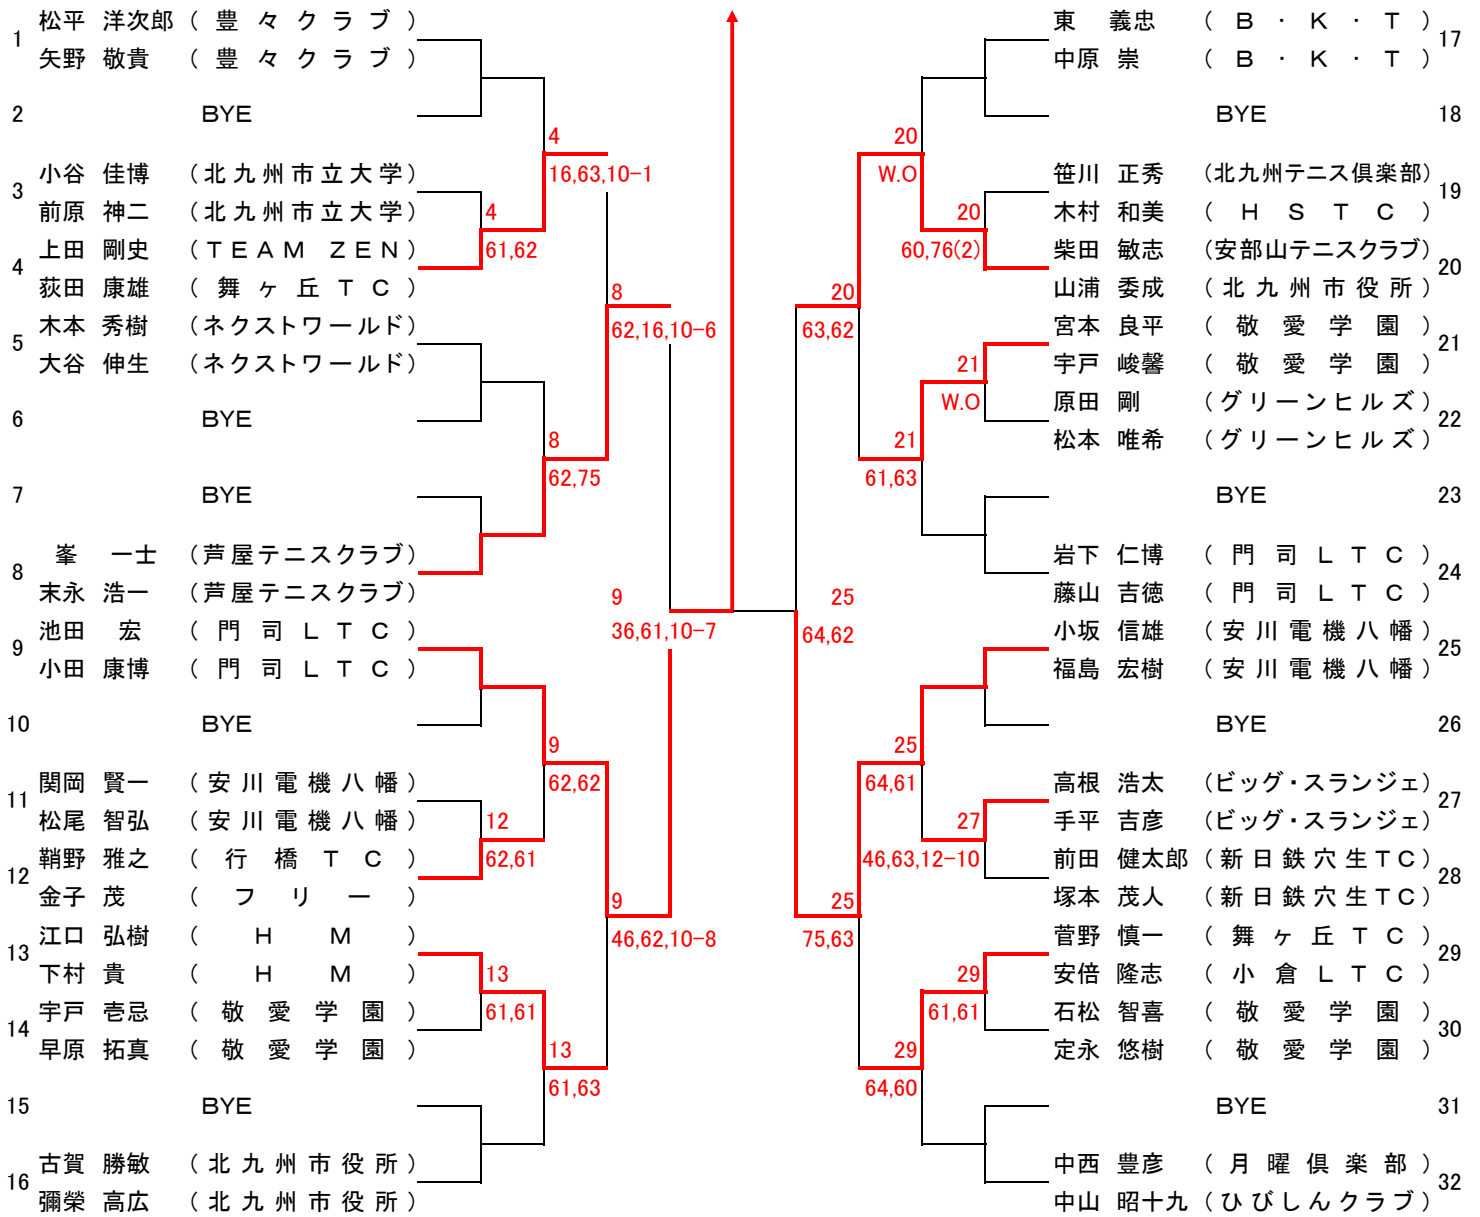 1 松平 洋次郎 (豊々クラブ)
矢野 敬貴 (豊々クラブ)
2 BYE
3 小谷 佳博 (北九州市立大学)
前原 神二 (北九州市立大学)
4 上田 剛史 (TEAM ZEN)
荻田 康雄 (舞ヶ丘TC)
5 木本 秀樹 (ネクストワールド)
大谷 伸生 (ネクストワールド)
6 BYE
7 BYE
8 峯 一士 (芦屋テニスクラブ)
末永 浩一 (芦屋テニスクラブ)
9 池田 宏 (門司LTC)
小田 康博 (門司LTC)
10 BYE
11 関岡 賢一 (安川電機八幡)
松尾 智弘 (安川電機八幡)
12 鞘野 雅之 (行橋TC)
金子 茂 (フリー)
13 江口 弘樹 (HM)
下村 貴 (HM)
14 宇戸 壱忌 (敬愛学園)
早原 拓真 (敬愛学園)
15 BYE
16 古賀 勝敏 (北九州市役所)
彌榮 高広 (北九州市役所)
4
61,62
12
62,61
13
61,61
4
16,63,10-1
8
62,75
9
62,62
13
61,63
8
62,16,10-6
9
46,62,10-8
9
36,61,10-7
25
64,62
20
63,62
25
75,63
20
W.O
21
61,63
25
64,61
29
64,60
20
60,76(2)
21
W.O
27
46,63,12-10
29
61,61
東 義忠 (B・K・T) 17
中原 崇 (B・K・T)
BYE 18
笹川 正秀 (北九州テニス倶楽部) 19
木村 和美 (HSTC)
柴田 敏志 (安部山テニスクラブ) 20
山浦 委成 (北九州市役所)
宮本 良平 (敬愛学園) 21
宇戸 峻馨 (敬愛学園)
原田 剛 (グリーンヒルズ) 22
松本 唯希 (グリーンヒルズ)
BYE 23
岩下 仁博 (門司LTC) 24
藤山 吉徳 (門司LTC)
小坂 信雄 (安川電機八幡) 25
福島 宏樹 (安川電機八幡)
BYE 26
高根 浩太 (ビッグ・スランジェ) 27
手平 吉彦 (ビッグ・スランジェ)
前田 健太郎 (新日鉄穴生TC) 28
塚本 茂人 (新日鉄穴生TC)
菅野 慎一 (舞ヶ丘TC) 29
安倍 隆志 (小倉LTC)
石松 智喜 (敬愛学園) 30
定永 悠樹 (敬愛学園)
BYE 31
中西 豊彦 (月曜倶楽部) 32
中山 昭十九 (ひびしんクラブ)